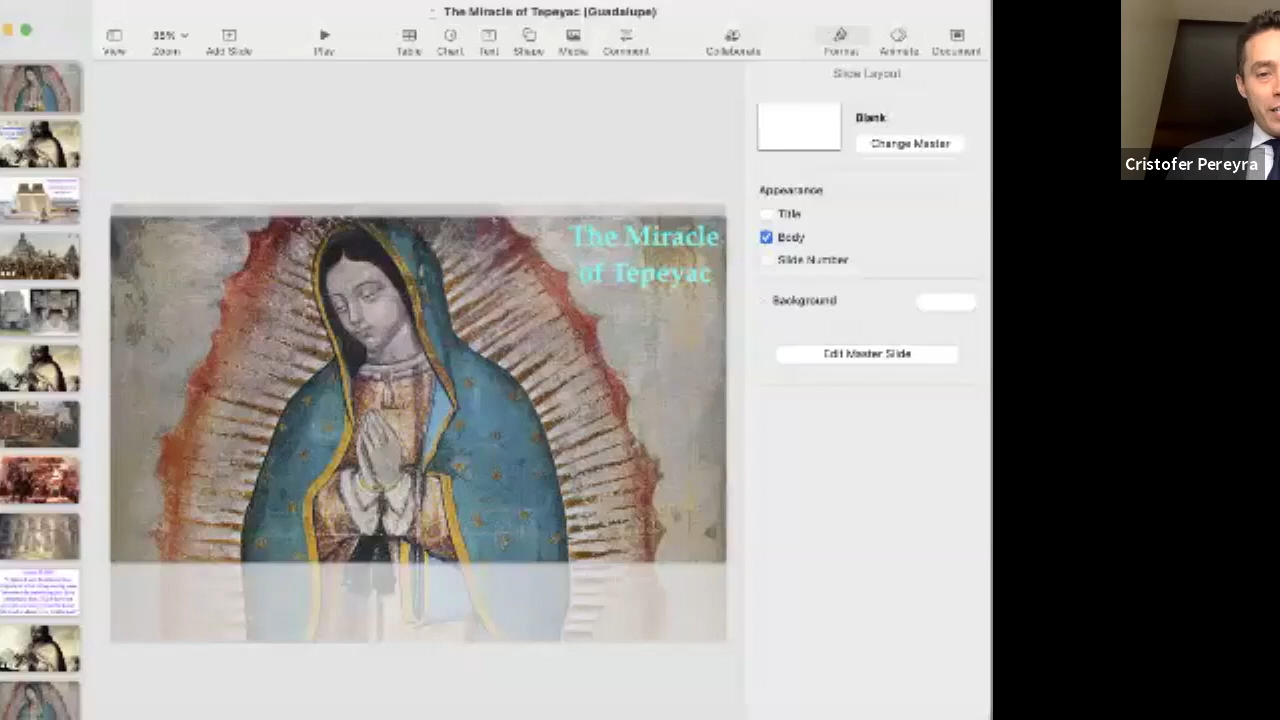 The Miracle of Tepeyac (Guadalupe)
35%
View
Zoom
Add Slide
Play
Table
Chart
Text
Shape
Media
Comment
Collaborate
Format
Animate
Document
Slide Layout
Blank
Change Master
Appearance
Title
Body
Slide Number
Background
Edit Master Slide
The Miracle
of Tepeyac
Cristofer Pereyra